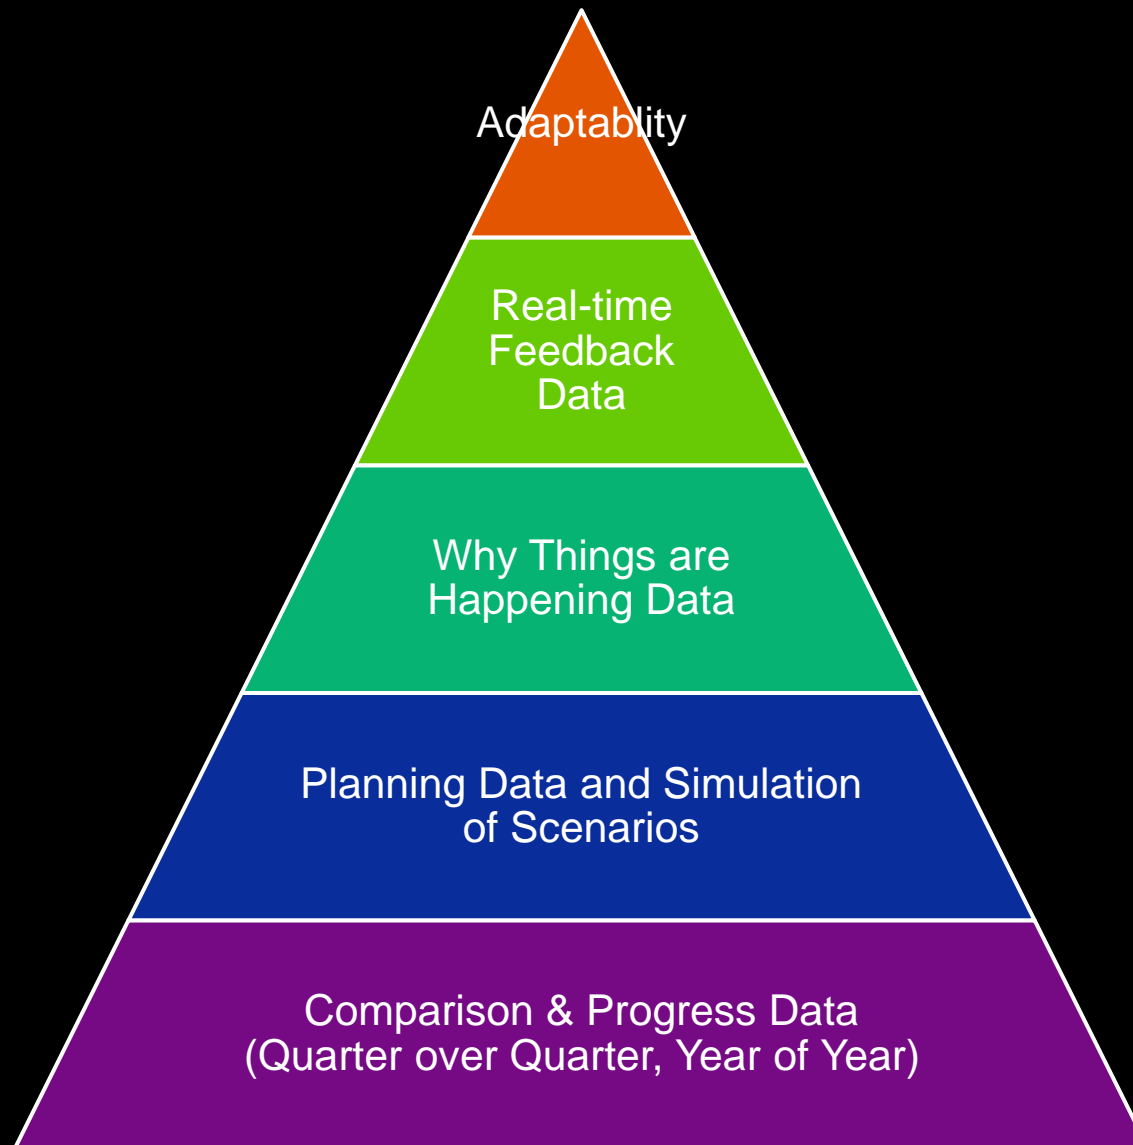 Adaptablity
Real-time
Feedback
Data
Why Things are
Happening Data
Planning Data and Simulation
of Scenarios
Comparison & Progress Data
(Quarter over Quarter, Year of Year)